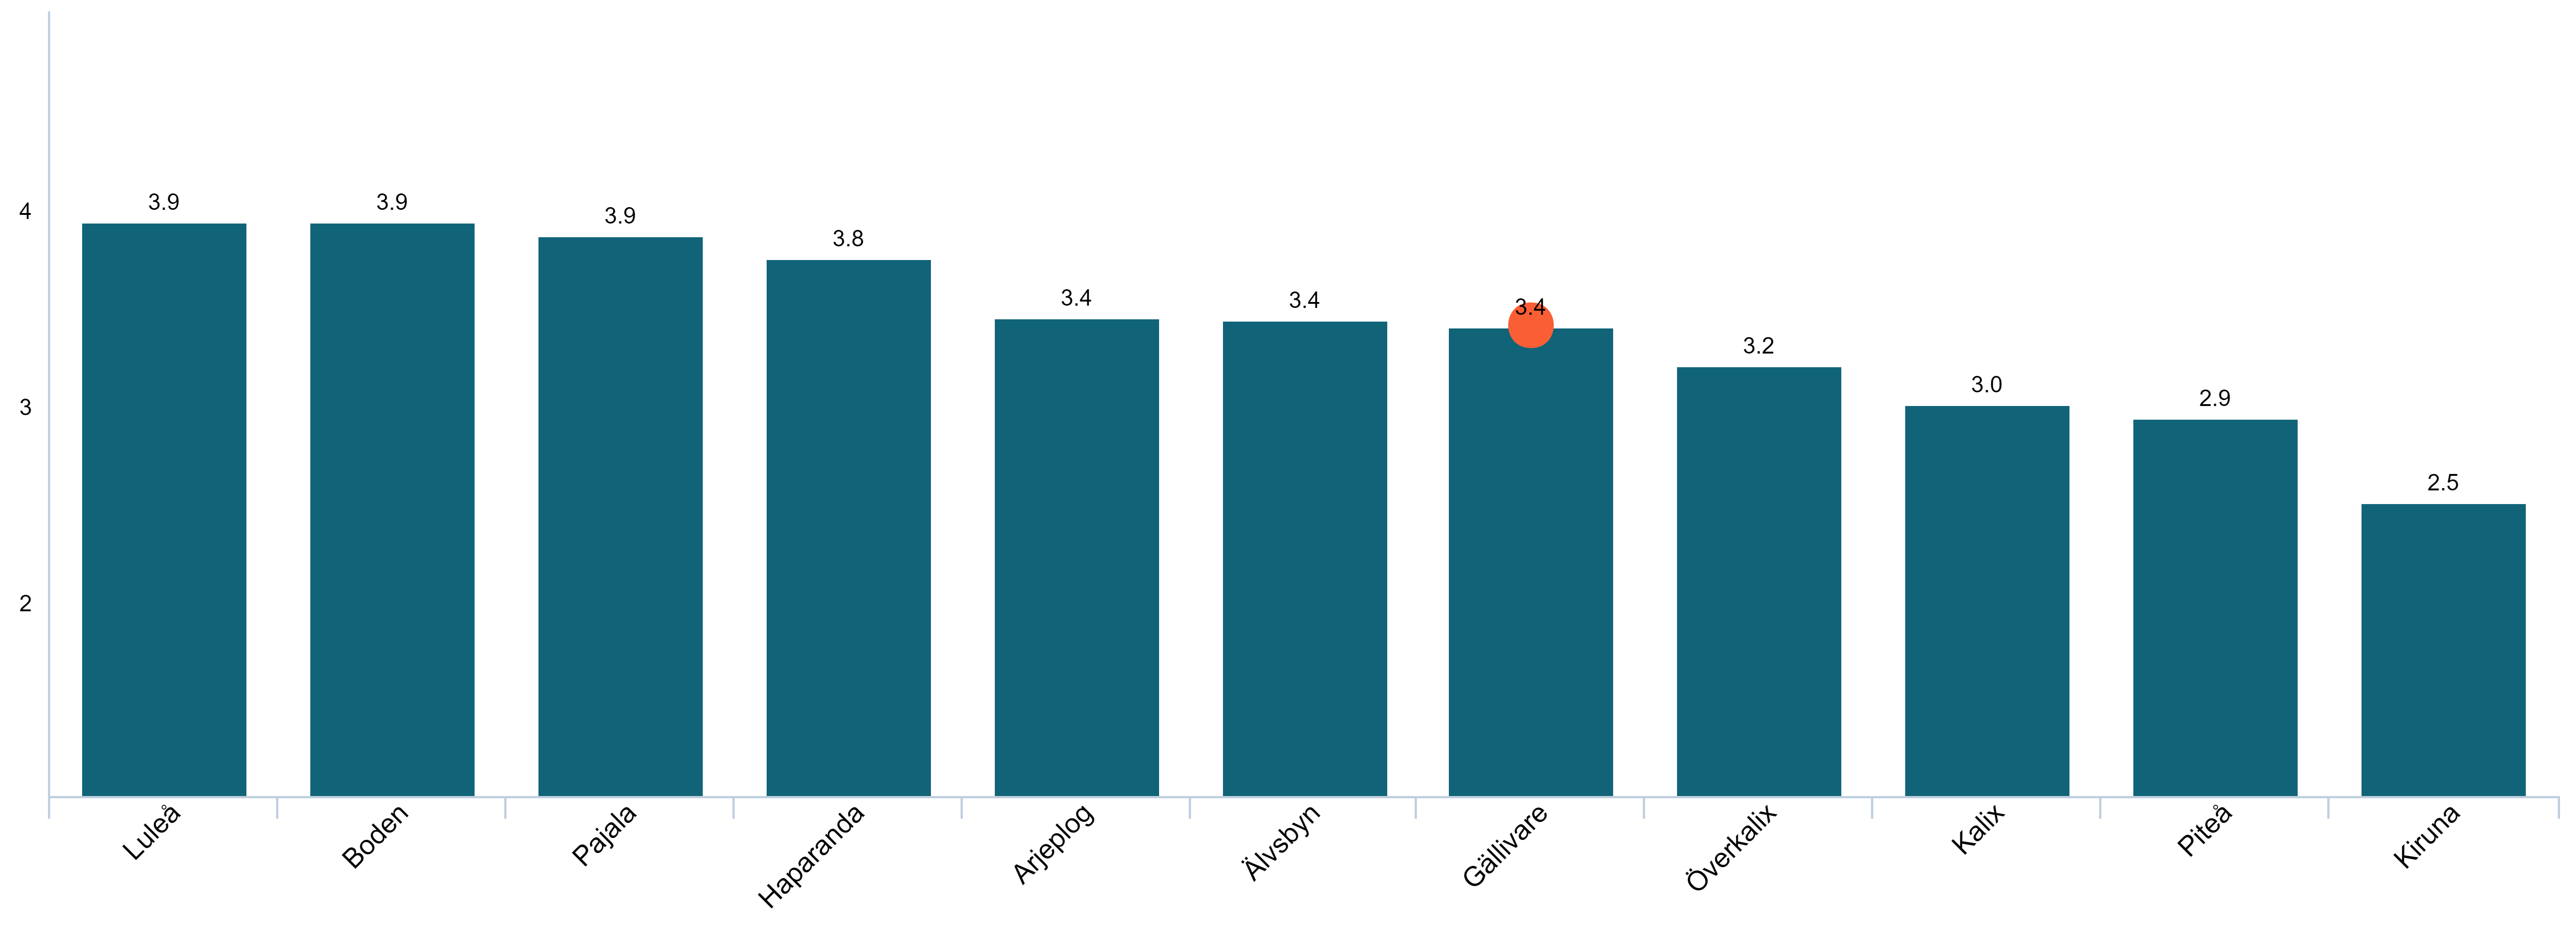 3.9
3.9
3.9
3.8
3.4
3.4
3.4
3.2
3.0
2.9
2.5
4
3
2
Luleå
Boden
Pajala
Haparanda
Arjeplog
Älvsbyn
Gällivare
Överkalix
Kalix
Piteå
Kiruna